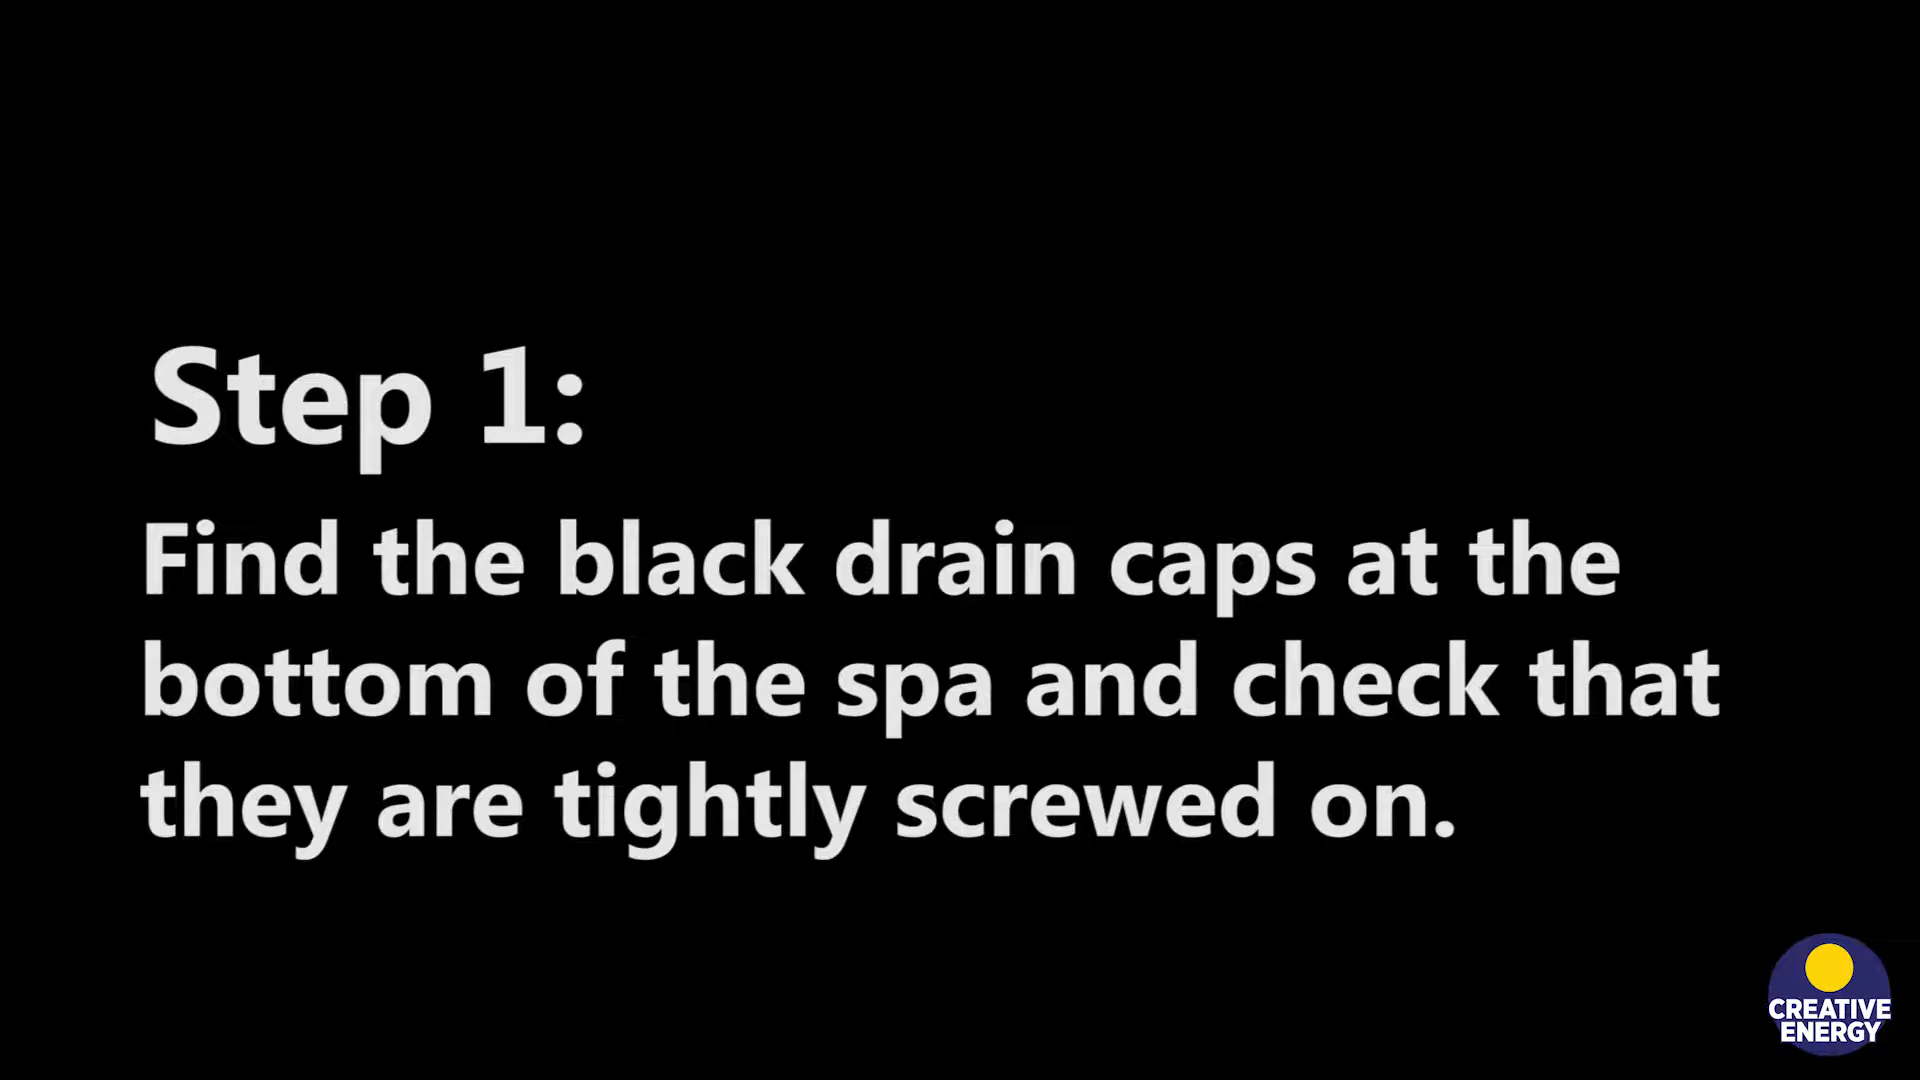 Step 1:
Find the black drain caps at the
bottom of the spa and check that
they are tightly screwed on.
CREATIVE
ENERGY